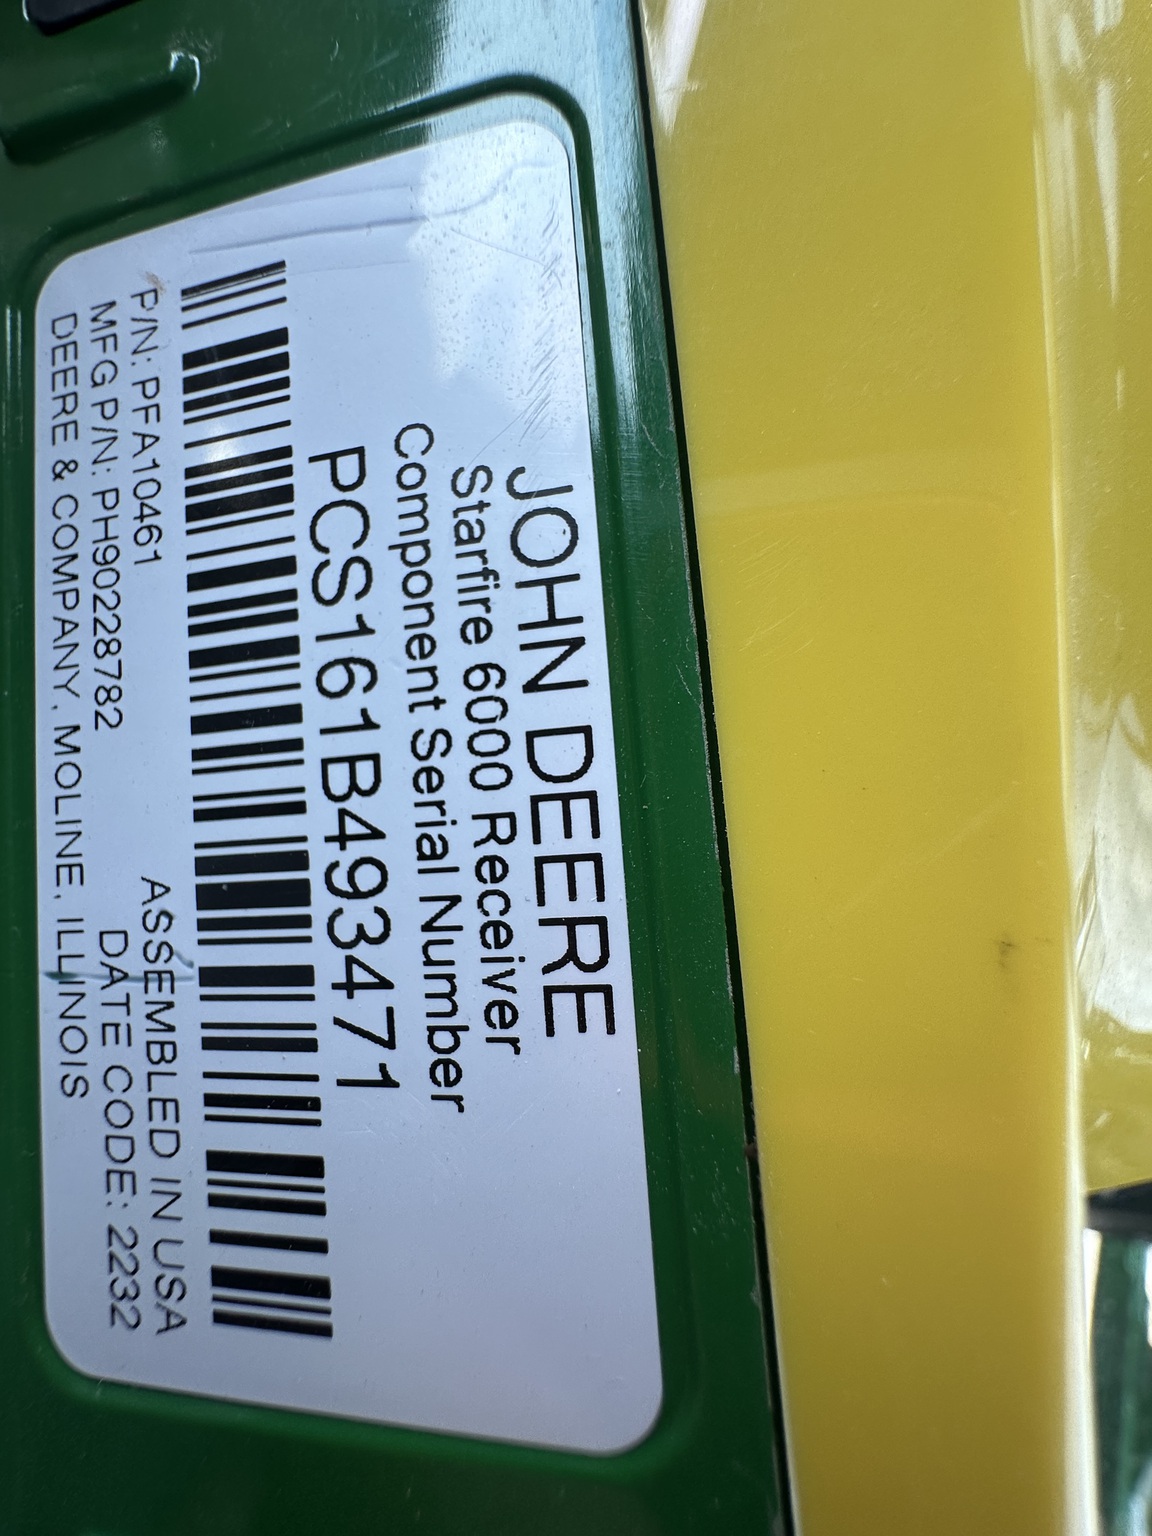 JOHN DEERE
Starfire 6000 Receiver
Component Serial Number
PCS161B493471
P/N: PFA10461
ASSEMBLED IN USA
MFG P/N: PH90228782
DATE CODE: 2232
DEERE & COMPANY. MOLINE. ILLINOIS